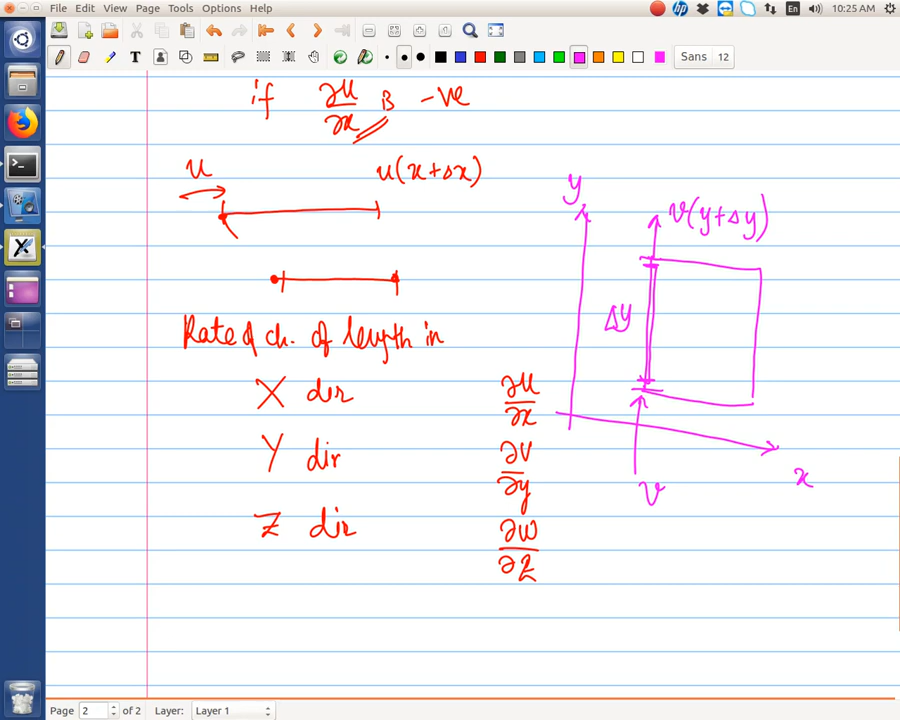 File Edit View Page Tools Options Help
En 10:25 AM
Sans 12
if ∂u/∂x is -ve
u u(x+Δx)
Rate of ch. of length in
X dir ∂u/∂x
Y dir ∂v/∂y
Z dir ∂w/∂z
y
v(y+Δy)
Δy
v
x
Page 2 of 2 Layer: Layer 1